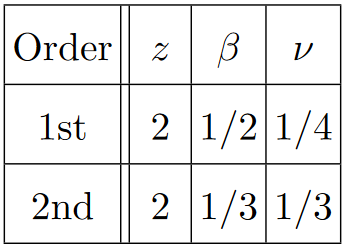 Order z β ν
1st 2 1/2 1/4
2nd 2 1/3 1/3